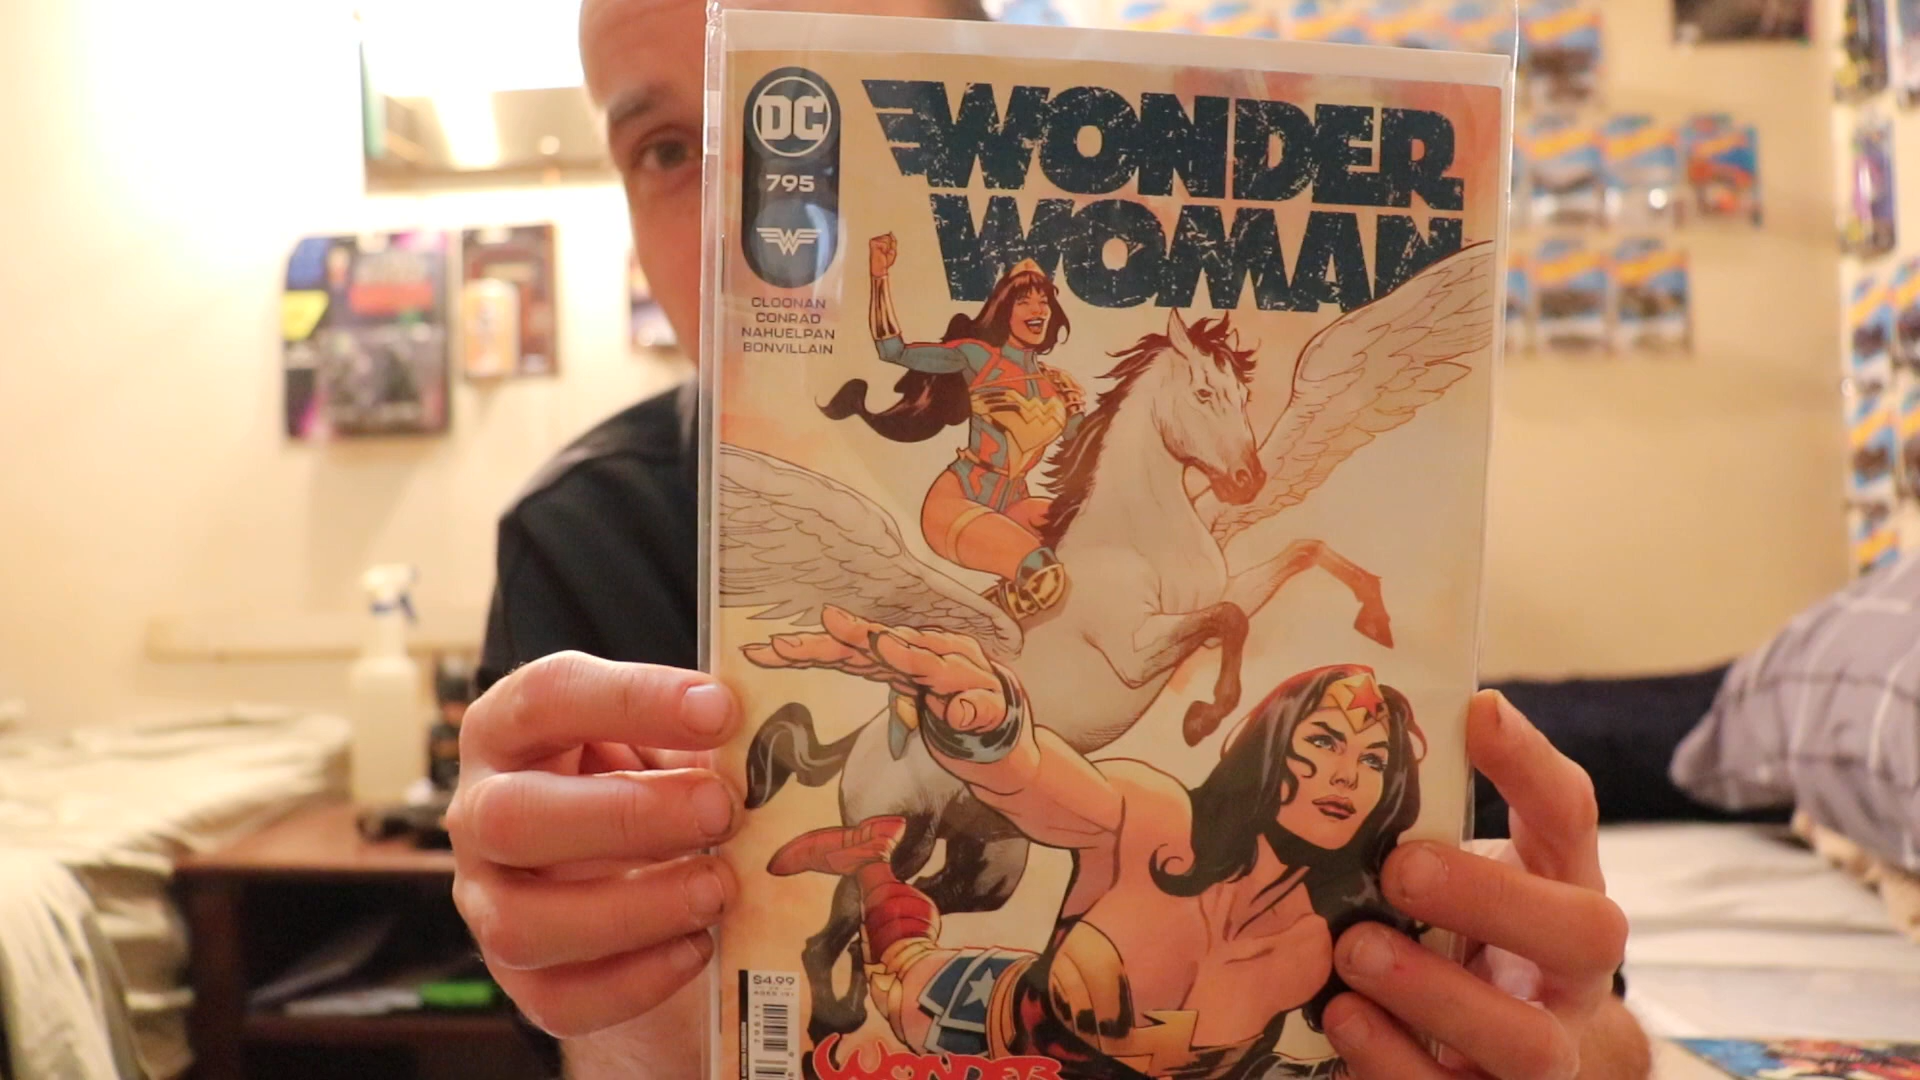 DC
795
WONDER
WOMAN
CLOONAN
CONRAD
NAHUELPAN
BONVILLAIN
$4.99
WONDER